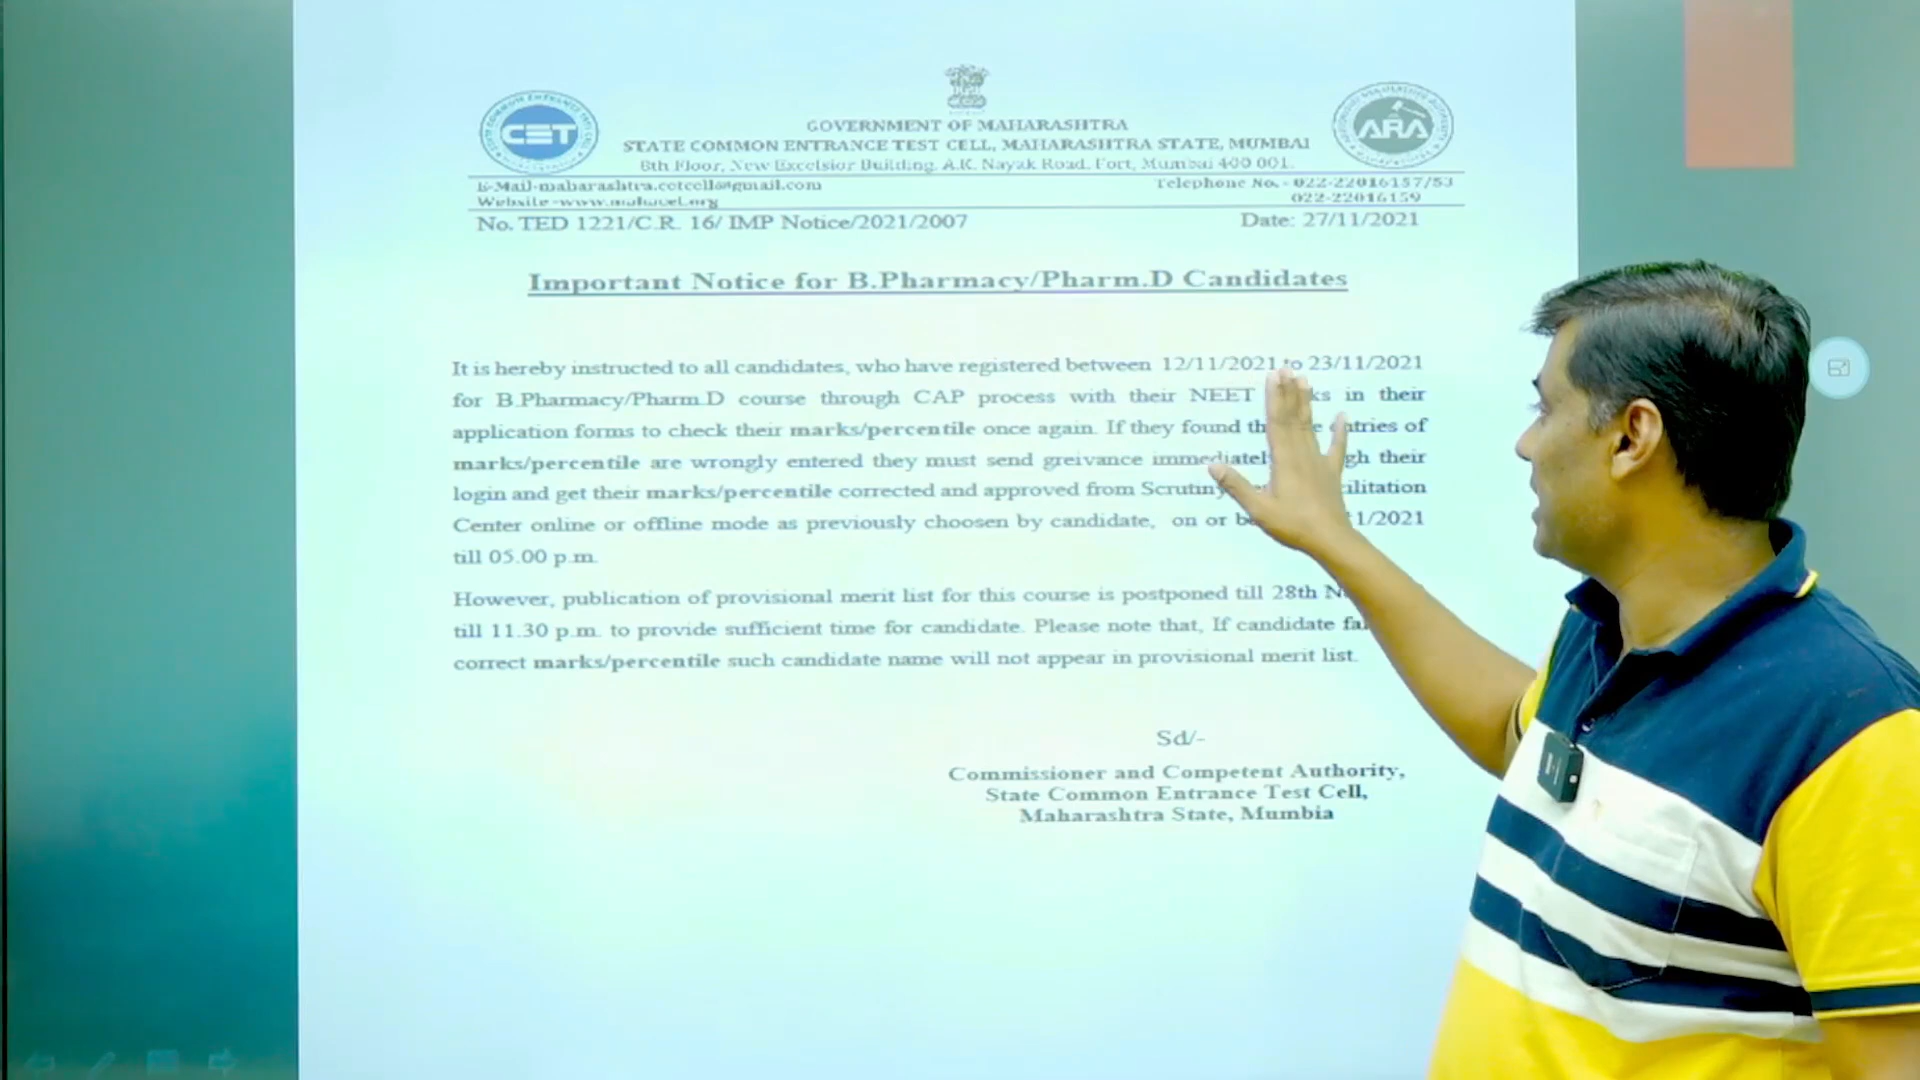 GOVERNMENT OF MAHARASHTRA
STATE COMMON ENTRANCE TEST CELL, MAHARASHTRA STATE, MUMBAI
8th Floor, New Excelsior Building, A.K. Nayak Road, Fort, Mumbai 400 001.
CET
ARA
E-Mail-maharashtra.cetcell@gmail.com Telephone No. - 022-22016157/53
Website -www.mahacet.org 022-22016159
No. TED 1221/C.R. 16/ IMP Notice/2021/2007 Date: 27/11/2021
Important Notice for B.Pharmacy/Pharm.D Candidates
It is hereby instructed to all candidates, who have registered between 12/11/2021 to 23/11/2021
for B.Pharmacy/Pharm.D course through CAP process with their NEET in their
application forms to check their marks/percentile once again. If they found of
marks/percentile are wrongly entered they must send greivance their
login and get their marks/percentile corrected and approved from
Center online or offline mode as previously choosen by candidate, on or
till 05.00 p.m.
However, publication of provisional merit list for this course is postponed till 28th
till 11.30 p.m. to provide sufficient time for candidate. Please note that, If candidate
correct marks/percentile such candidate name will not appear in provisional merit list.
Sd/-
Commissioner and Competent Authority,
State Common Entrance Test Cell,
Maharashtra State, Mumbia